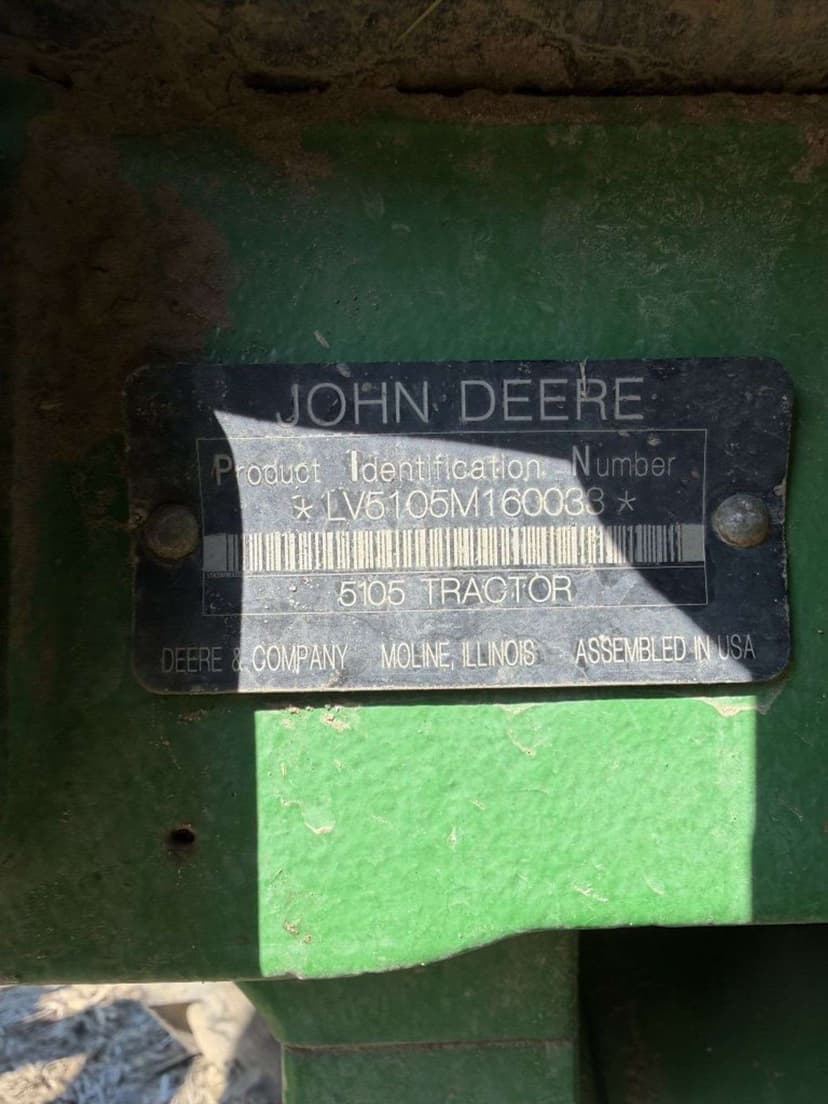 JOHN DEERE
Product Identification Number
* LV5105M160033 *
5105 TRACTOR
DEERE & COMPANY MOLINE, ILLINOIS ASSEMBLED IN USA